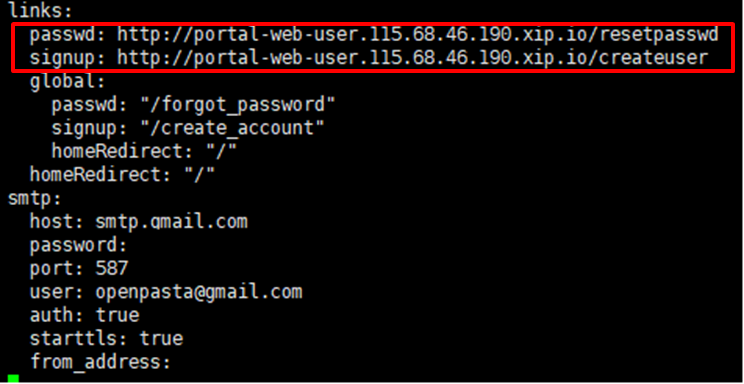 links:
  passwd: http://portal-web-user.115.68.46.190.xip.io/resetpasswd
  signup: http://portal-web-user.115.68.46.190.xip.io/createuser
  global:
    passwd: "/forgot_password"
    signup: "/create_account"
    homeRedirect: "/"
  homeRedirect: "/"
smtp:
  host: smtp.gmail.com
  password:
  port: 587
  user: openpasta@gmail.com
  auth: true
  starttls: true
  from_address: